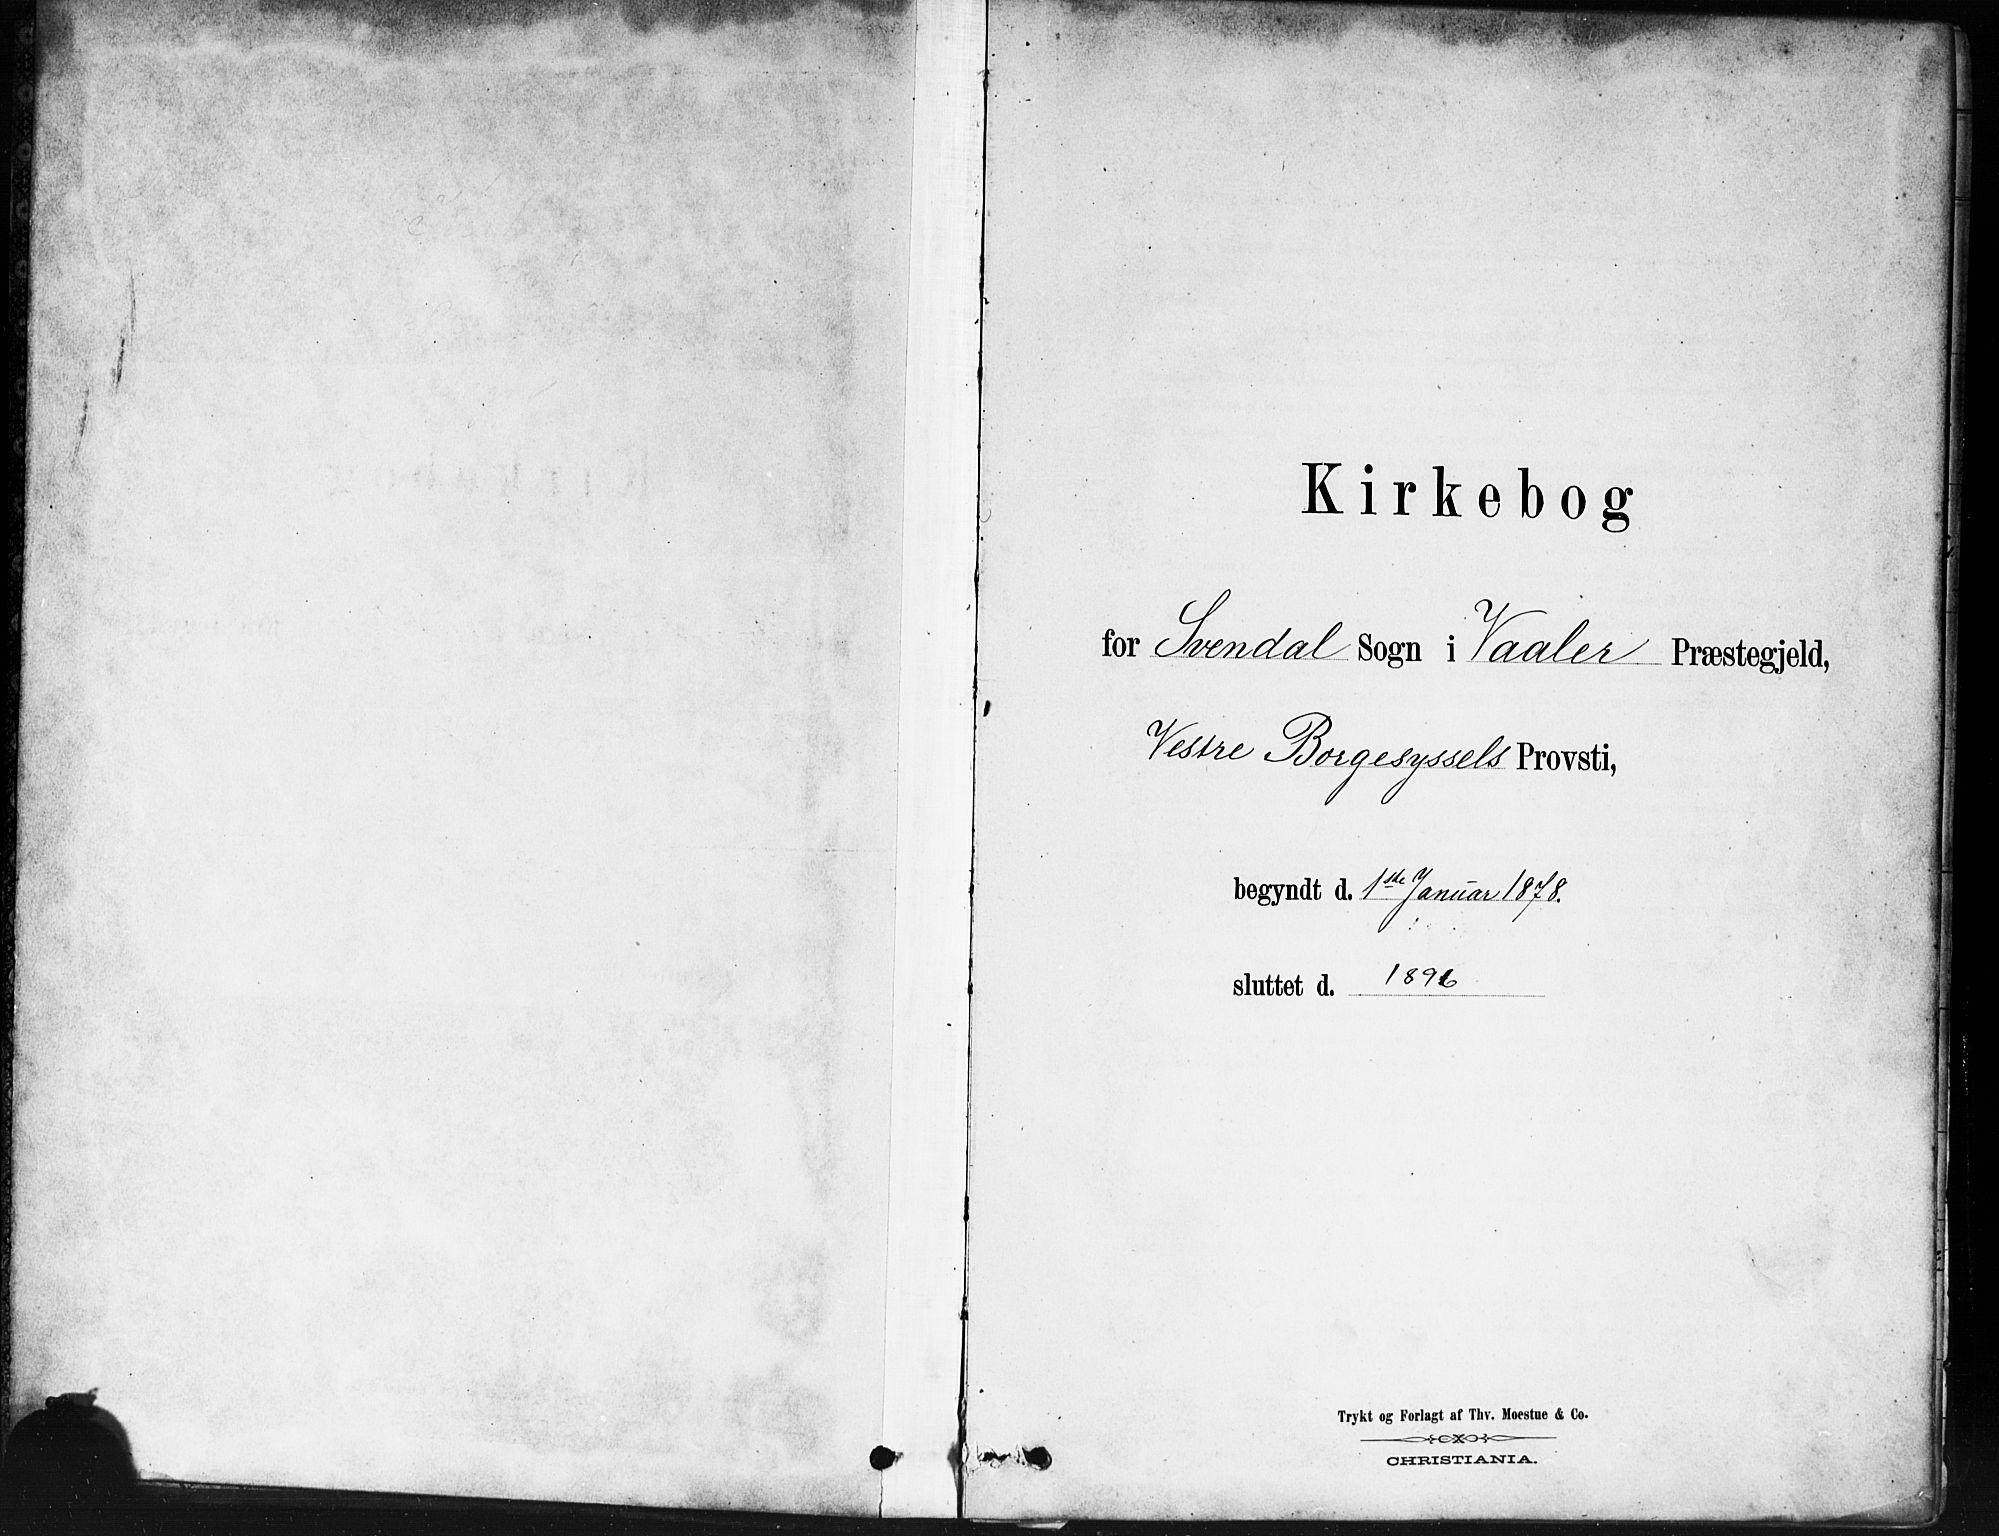 Kirkebog
for Svendal Sogn i Vaaler Præstegjeld,
Vestre Borgesyssels Provsti,
begyndt d. 1ste Januar 1878.
sluttet d. 1896
Trykt og Forlagt af Thv. Moestue & Co.
CHRISTIANIA.